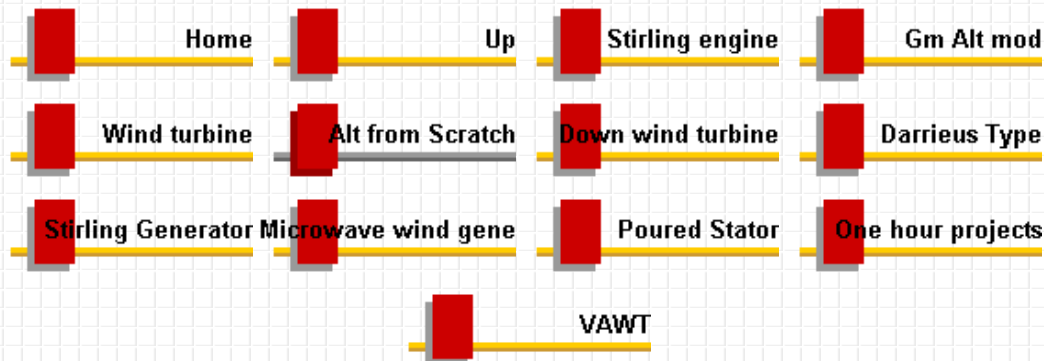 Home
Up
Stirling engine
Gm Alt mod
Wind turbine
Alt from Scratch
Down wind turbine
Darrieus Type
Stirling Generator
Microwave wind gene
Poured Stator
One hour projects
VAWT